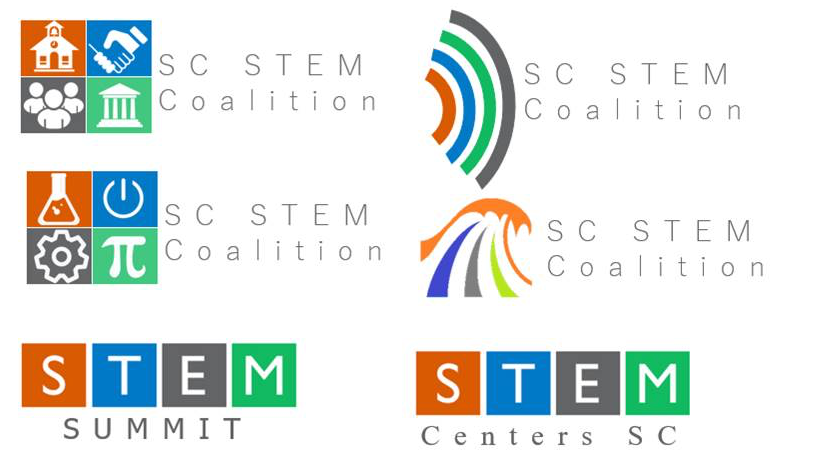 SC STEM
Coalition
SC STEM
Coalition
π
SC STEM
Coalition
SC STEM
Coalition
STEM
SUMMIT
STEM
Centers SC